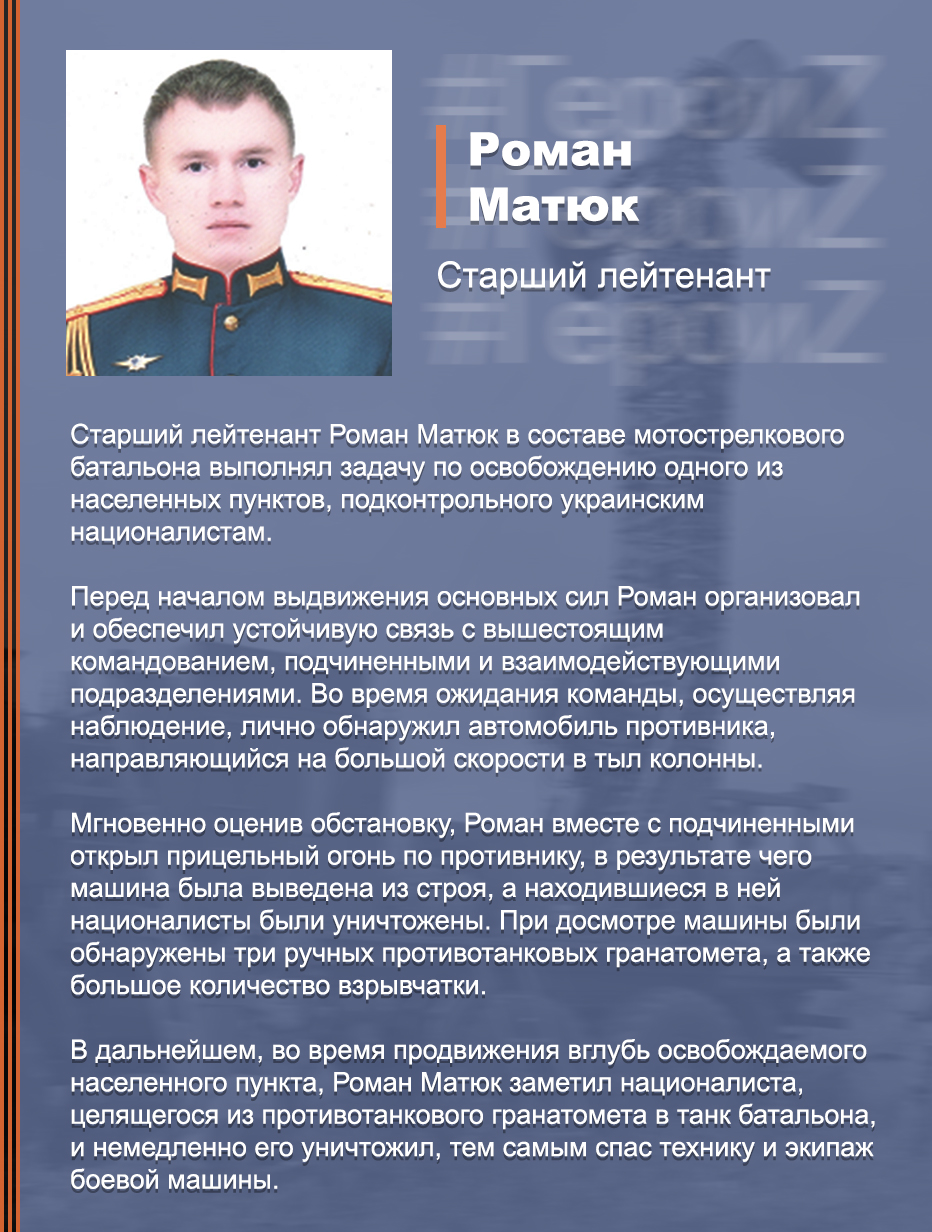 #ГероиZ
Роман
#ГероиZ
Матюк
Старший лейтенант
#ГероиZ
Старший лейтенант Роман Матюк в составе мотострелкового
батальона выполнял задачу по освобождению одного из
населенных пунктов, подконтрольного украинским
националистам.
Перед началом выдвижения основных сил Роман организовал
и обеспечил устойчивую связь с вышестоящим
командованием, подчиненными и взаимодействующими
подразделениями. Во время ожидания команды, осуществляя
наблюдение, лично обнаружил автомобиль противника,
направляющийся на большой скорости в тыл колонны.
Мгновенно оценив обстановку, Роман вместе с подчиненными
открыл прицельный огонь по противнику, в результате чего
машина была выведена из строя, а находившиеся в ней
националисты были уничтожены. При досмотре машины были
обнаружены три ручных противотанковых гранатомета, а также
большое количество взрывчатки.
В дальнейшем, во время продвижения вглубь освобождаемого
населенного пункта, Роман Матюк заметил националиста,
целящегося из противотанкового гранатомета в танк батальона,
и немедленно его уничтожил, тем самым спас технику и экипаж
боевой машины.